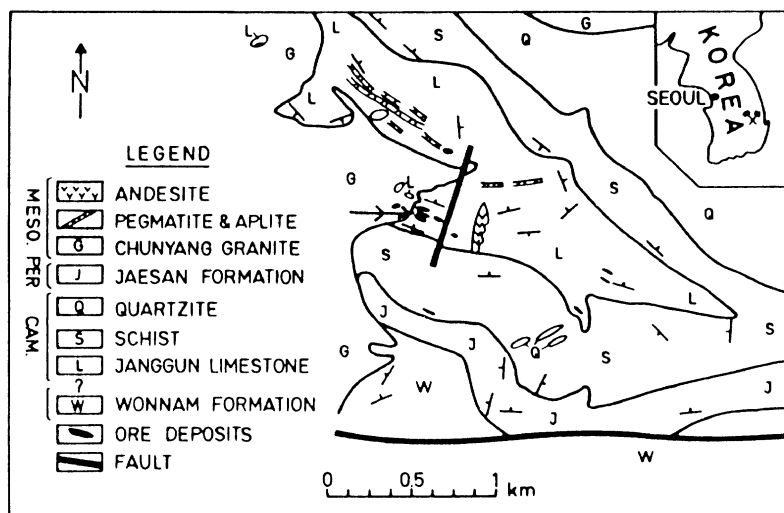 N
LEGEND
ANDESITE
PEGMATITE & APLITE
G CHUNYANG GRANITE
J JAESAN FORMATION
Q QUARTZITE
S SCHIST
L JANGGUN LIMESTONE
?
W WONNAM FORMATION
ORE DEPOSITS
FAULT
MESO.
PER
CAM.
KOREA
SEOUL
L G L S Q G
L
L
S
Q
G L
S
L
S
J
L
S
J Q S
G J
W
J
J
W
0 0.5 1 km